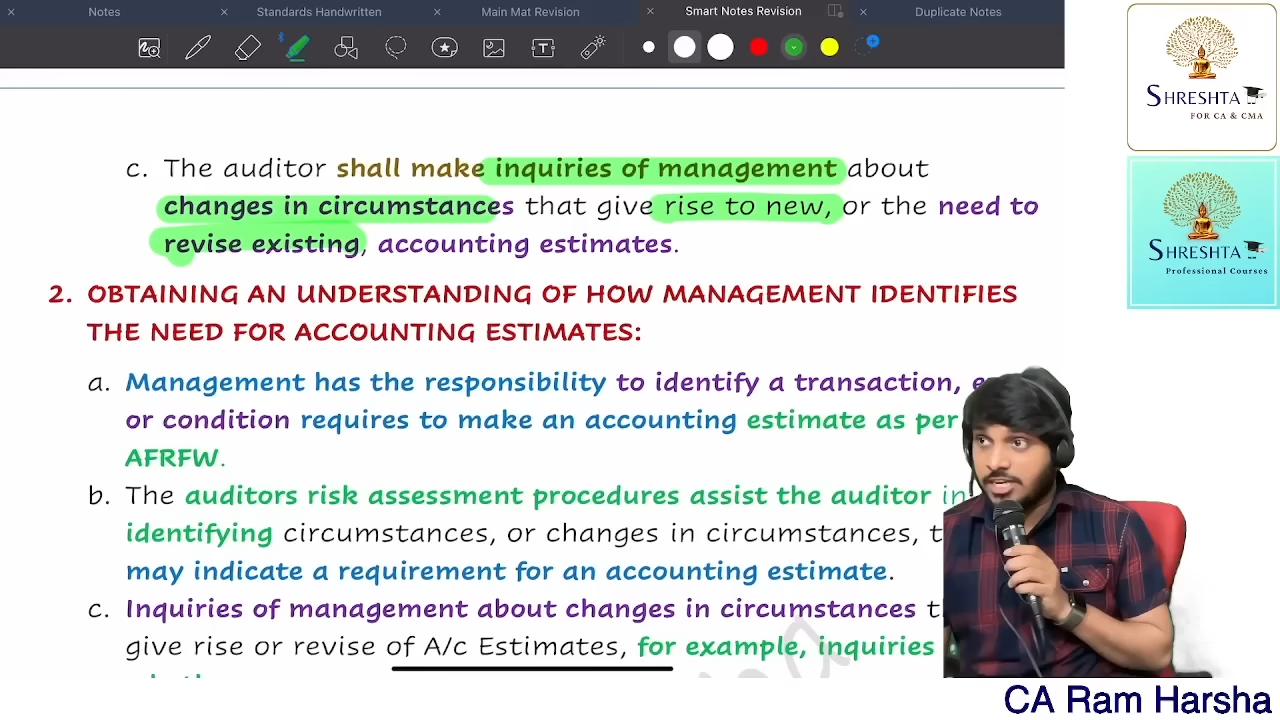 Notes
Standards Handwritten
Main Mat Revision
Smart Notes Revision
Duplicate Notes
c. The auditor shall make inquiries of management about
changes in circumstances that give rise to new, or the need to
revise existing, accounting estimates.
2. OBTAINING AN UNDERSTANDING OF HOW MANAGEMENT IDENTIFIES
THE NEED FOR ACCOUNTING ESTIMATES:
a. Management has the responsibility to identify a transaction,
or condition requires to make an accounting estimate as per
AFRFW.
b. The auditors risk assessment procedures assist the auditor in
identifying circumstances, or changes in circumstances,
may indicate a requirement for an accounting estimate.
c. Inquiries of management about changes in circumstances
give rise or revise of A/c Estimates, for example, inquiries
SHRESHTA
FOR CA & CMA
SHRESHTA
Professional Courses
CA Ram Harsha